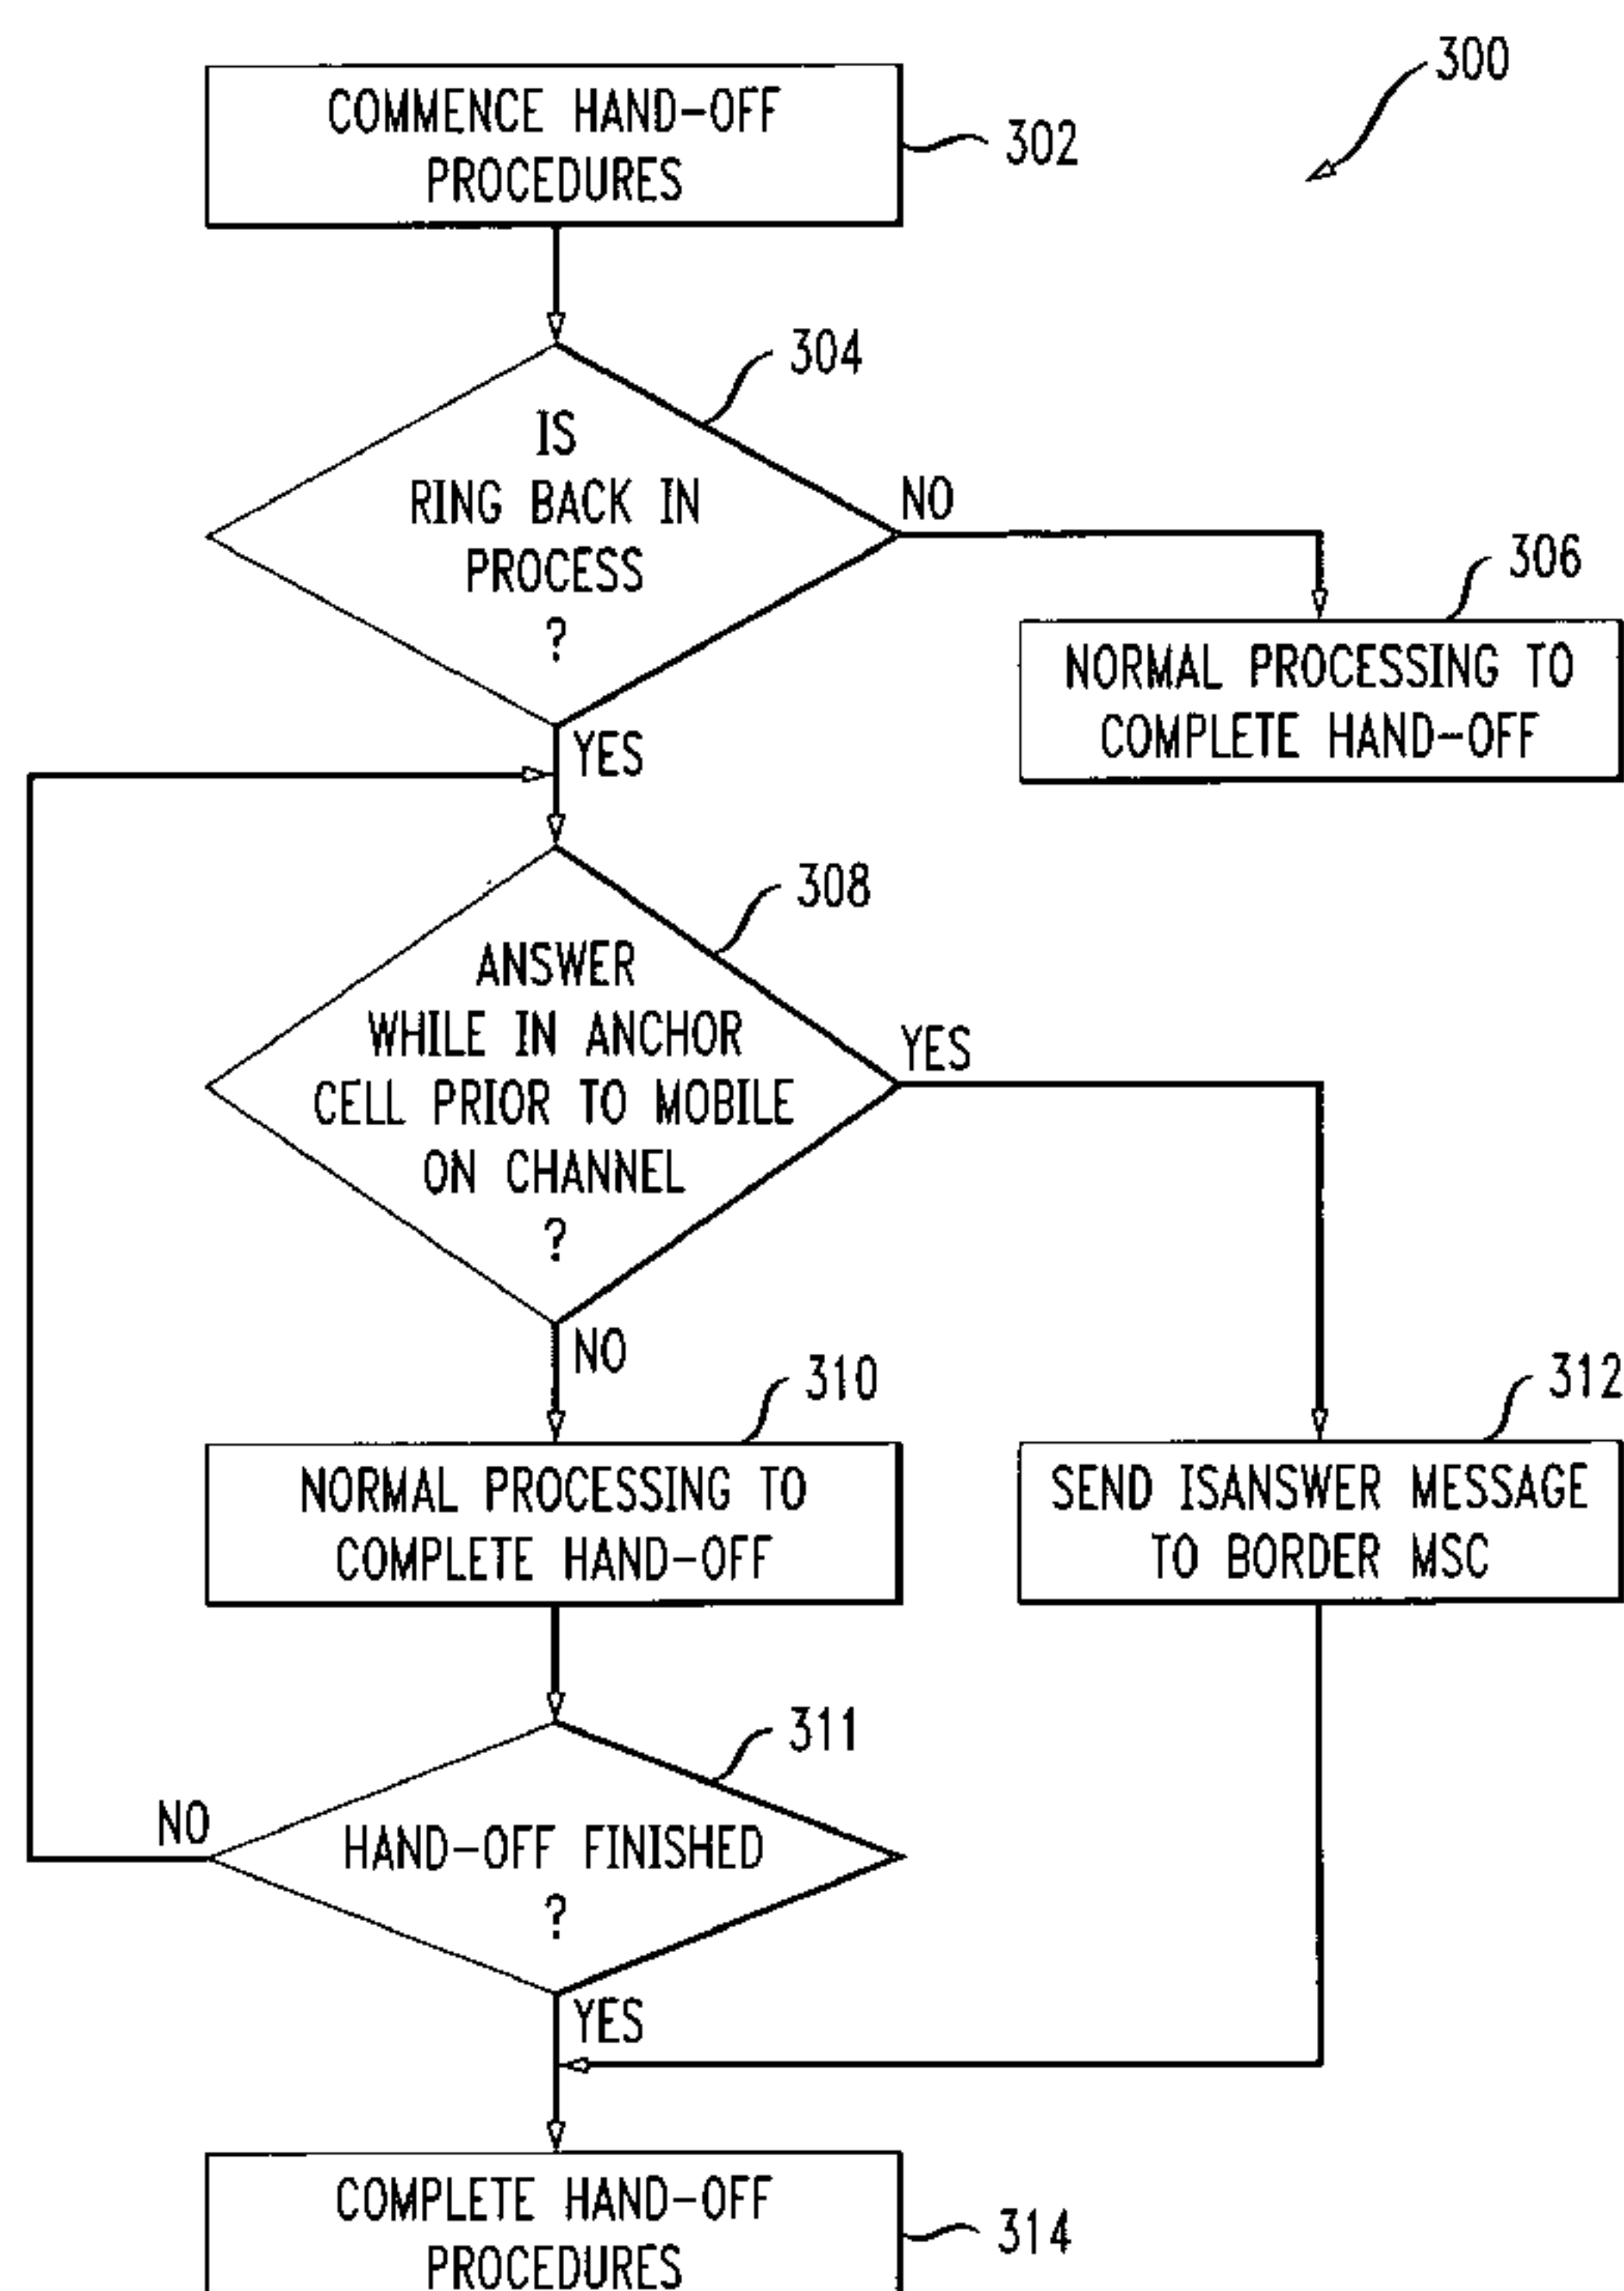 300
COMMENCE HAND-OFF
PROCEDURES
302
304
IS
RING BACK IN
PROCESS
?
NO
YES
306
NORMAL PROCESSING TO
COMPLETE HAND-OFF
308
ANSWER
WHILE IN ANCHOR
CELL PRIOR TO MOBILE
ON CHANNEL
?
YES
NO
310
NORMAL PROCESSING TO
COMPLETE HAND-OFF
312
SEND ISANSWER MESSAGE
TO BORDER MSC
311
HAND-OFF FINISHED
?
NO
YES
COMPLETE HAND-OFF
PROCEDURES
314